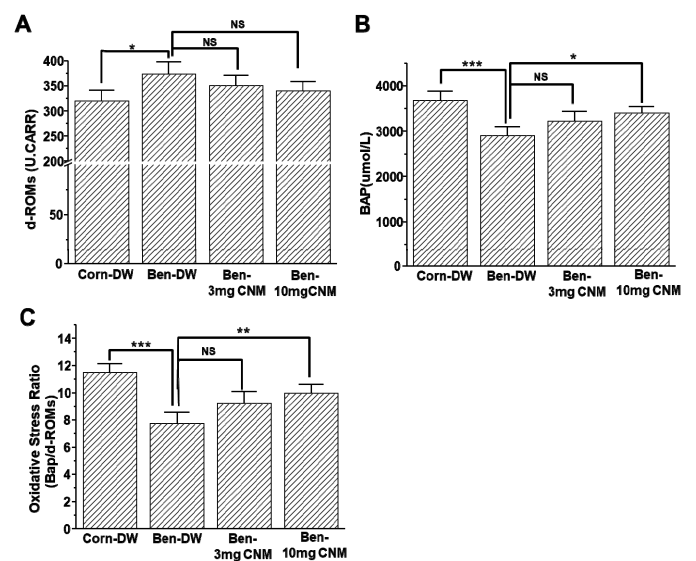 A
NS
*
NS
400
350
300
250
200
50
0
d-ROMs (U.CARR)
Corn-DW Ben-DW Ben- Ben-
3mg CNM 10mgCNM
B
***
*
NS
4000
3000
2000
1000
0
BAP(umol/L)
Corn-DW Ben-DW Ben- Ben-
3mg CNM 10mg CNM
C
***
**
NS
14
12
10
8
6
4
2
0
Oxidative Stress Ratio
(Bap/d-ROMs)
Corn-DW Ben-DW Ben- Ben-
3mg CNM 10mg CNM